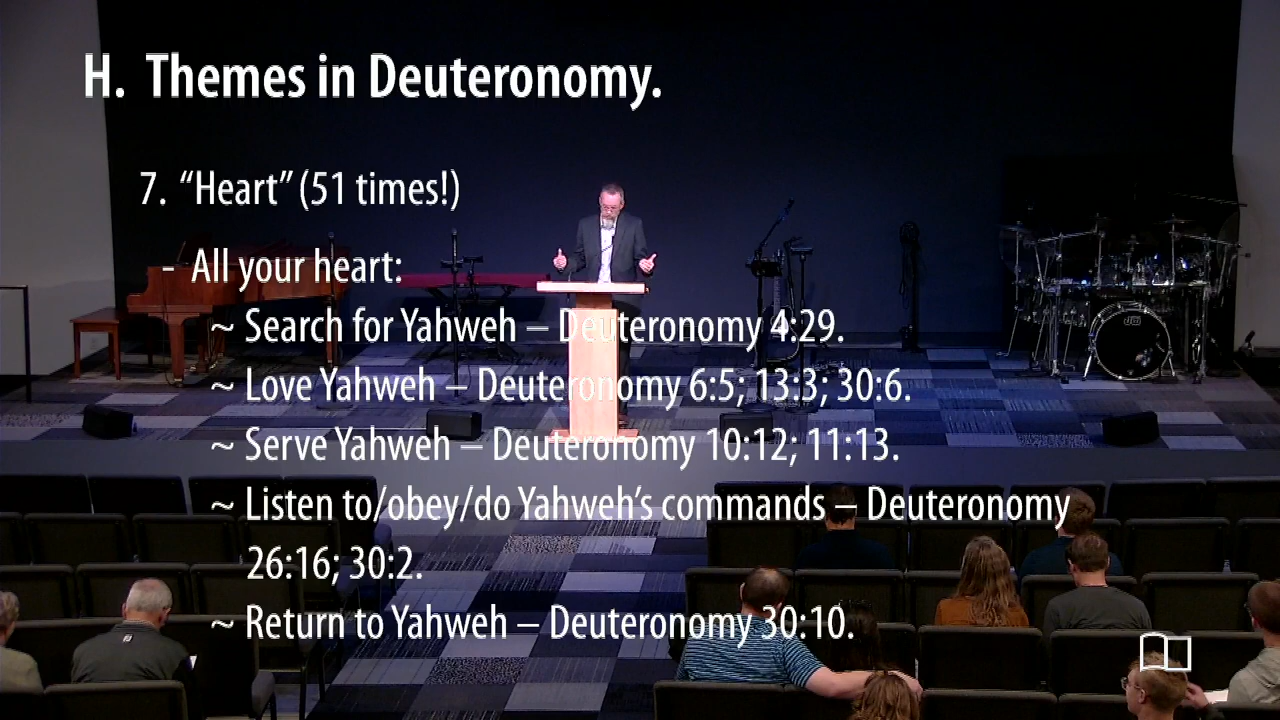 H. Themes in Deuteronomy.
7. “Heart” (51 times!)
- All your heart:
~ Search for Yahweh – Deuteronomy 4:29.
~ Love Yahweh – Deuteronomy 6:5; 13:3; 30:6.
~ Serve Yahweh – Deuteronomy 10:12; 11:13.
~ Listen to/obey/do Yahweh’s commands – Deuteronomy
26:16; 30:2.
~ Return to Yahweh – Deuteronomy 30:10.